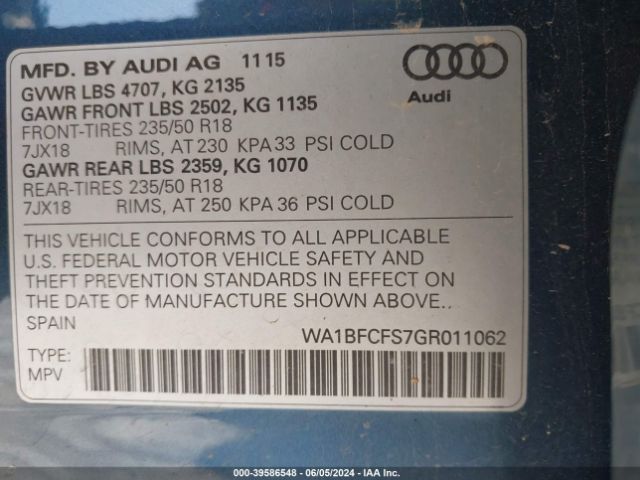 MFD. BY AUDI AG 11 15
GVWR LBS 4707, KG 2135
GAWR FRONT LBS 2502, KG 1135
FRONT-TIRES 235/50 R18
7JX18 RIMS, AT 230 KPA 33 PSI COLD
GAWR REAR LBS 2359, KG 1070
REAR-TIRES 235/50 R18
7JX18 RIMS, AT 250 KPA 36 PSI COLD
Audi
THIS VEHICLE CONFORMS TO ALL APPLICABLE
U.S. FEDERAL MOTOR VEHICLE SAFETY AND
THEFT PREVENTION STANDARDS IN EFFECT ON
THE DATE OF MANUFACTURE SHOWN ABOVE..
SPAIN WA1BFCFS7GR011062
TYPE:
MPV
000-39586548 - 06/05/2024 - IAA Inc.